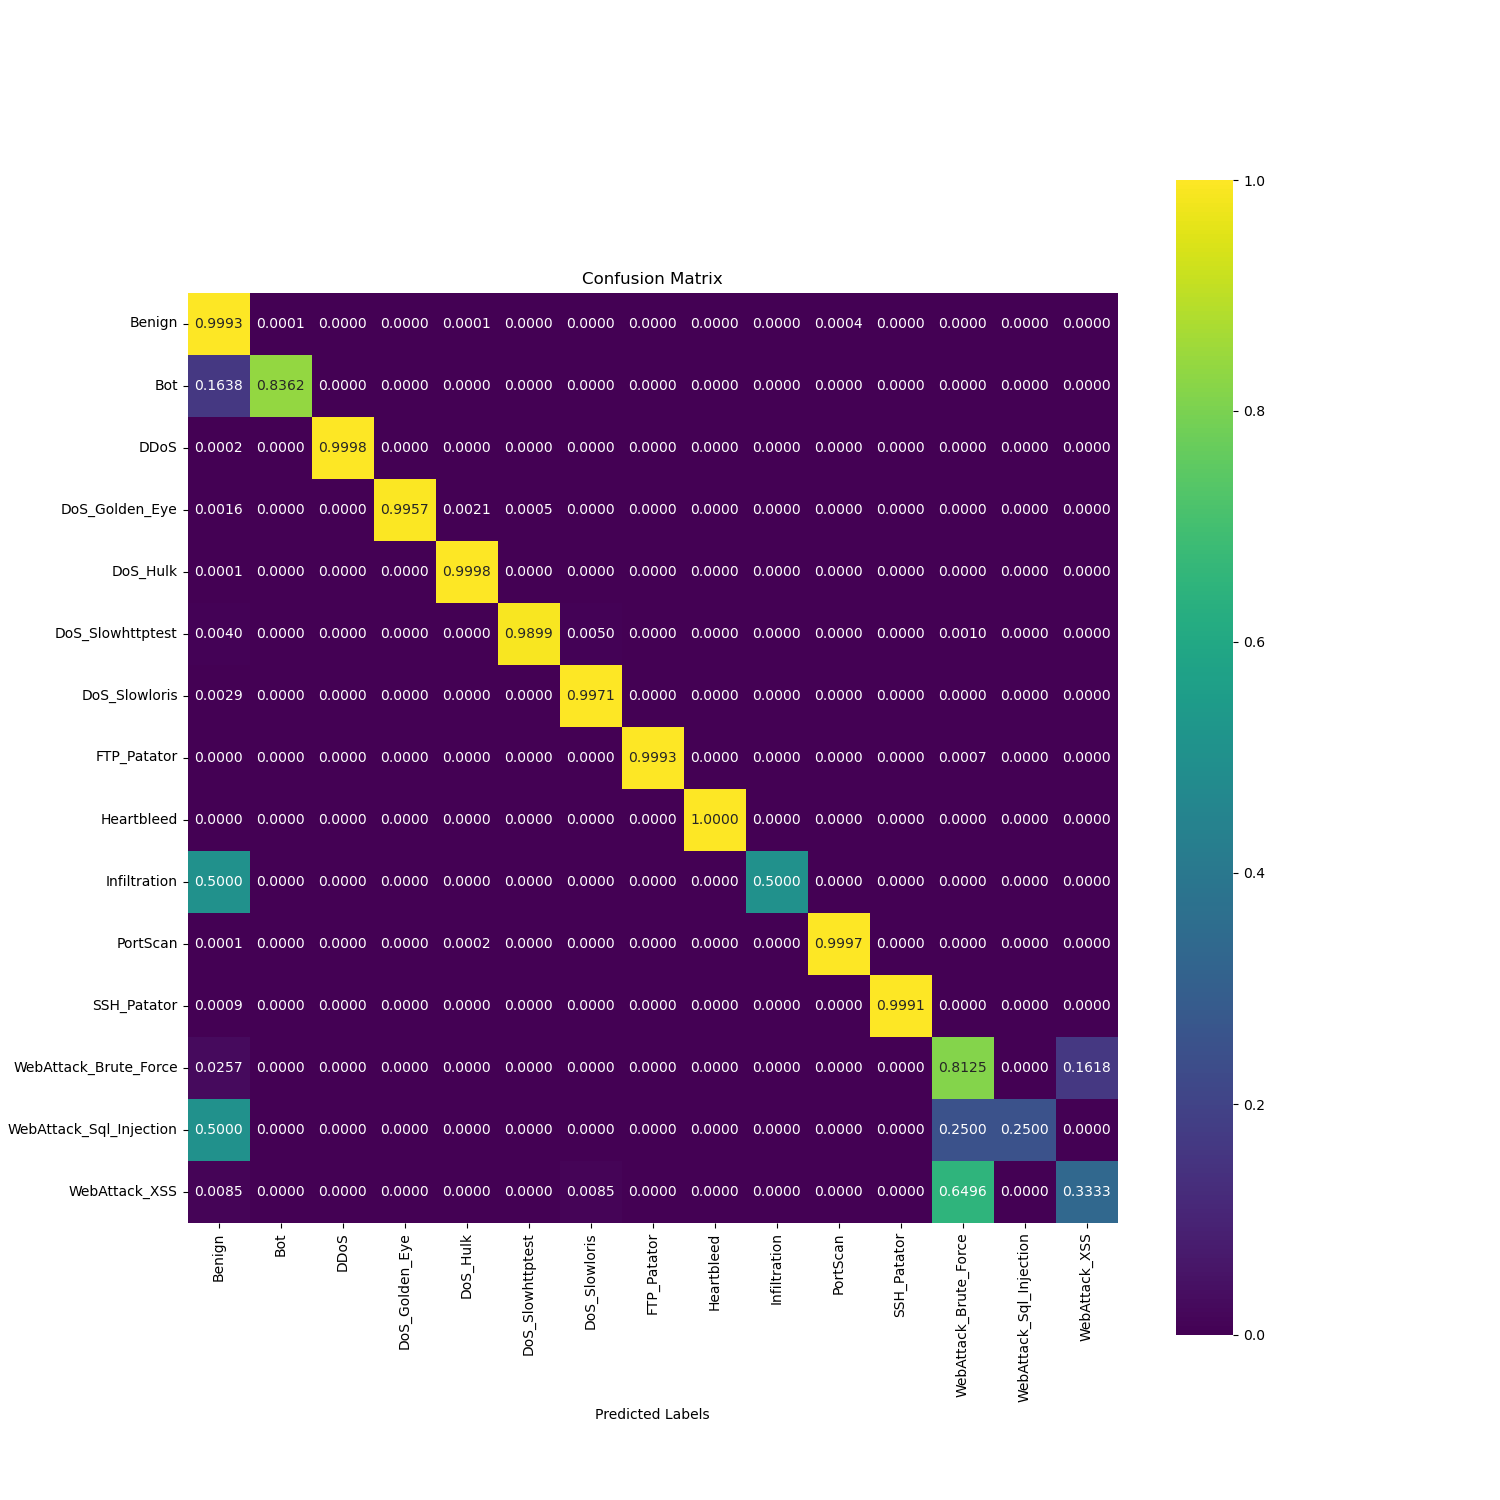 Confusion Matrix
Benign 0.9993 0.0001 0.0000 0.0000 0.0001 0.0000 0.0000 0.0000 0.0000 0.0000 0.0004 0.0000 0.0000 0.0000 0.0000
Bot 0.1638 0.8362 0.0000 0.0000 0.0000 0.0000 0.0000 0.0000 0.0000 0.0000 0.0000 0.0000 0.0000 0.0000 0.0000
DDoS 0.0002 0.0000 0.9998 0.0000 0.0000 0.0000 0.0000 0.0000 0.0000 0.0000 0.0000 0.0000 0.0000 0.0000 0.0000
DoS_Golden_Eye 0.0016 0.0000 0.0000 0.9957 0.0021 0.0005 0.0000 0.0000 0.0000 0.0000 0.0000 0.0000 0.0000 0.0000 0.0000
DoS_Hulk 0.0001 0.0000 0.0000 0.0000 0.9998 0.0000 0.0000 0.0000 0.0000 0.0000 0.0000 0.0000 0.0000 0.0000 0.0000
DoS_Slowhttptest 0.0040 0.0000 0.0000 0.0000 0.0000 0.9899 0.0050 0.0000 0.0000 0.0000 0.0000 0.0000 0.0010 0.0000 0.0000
DoS_Slowloris 0.0029 0.0000 0.0000 0.0000 0.0000 0.0000 0.9971 0.0000 0.0000 0.0000 0.0000 0.0000 0.0000 0.0000 0.0000
FTP_Patator 0.0000 0.0000 0.0000 0.0000 0.0000 0.0000 0.0000 0.9993 0.0000 0.0000 0.0000 0.0000 0.0007 0.0000 0.0000
Heartbleed 0.0000 0.0000 0.0000 0.0000 0.0000 0.0000 0.0000 0.0000 1.0000 0.0000 0.0000 0.0000 0.0000 0.0000 0.0000
Infiltration 0.5000 0.0000 0.0000 0.0000 0.0000 0.0000 0.0000 0.0000 0.0000 0.5000 0.0000 0.0000 0.0000 0.0000 0.0000
PortScan 0.0001 0.0000 0.0000 0.0000 0.0002 0.0000 0.0000 0.0000 0.0000 0.0000 0.9997 0.0000 0.0000 0.0000 0.0000
SSH_Patator 0.0009 0.0000 0.0000 0.0000 0.0000 0.0000 0.0000 0.0000 0.0000 0.0000 0.0000 0.9991 0.0000 0.0000 0.0000
WebAttack_Brute_Force 0.0257 0.0000 0.0000 0.0000 0.0000 0.0000 0.0000 0.0000 0.0000 0.0000 0.0000 0.0000 0.8125 0.0000 0.1618
WebAttack_Sql_Injection 0.5000 0.0000 0.0000 0.0000 0.0000 0.0000 0.0000 0.0000 0.0000 0.0000 0.0000 0.0000 0.2500 0.2500 0.0000
WebAttack_XSS 0.0085 0.0000 0.0000 0.0000 0.0000 0.0000 0.0085 0.0000 0.0000 0.0000 0.0000 0.0000 0.6496 0.0000 0.3333
Benign
Bot
DDoS
DoS_Golden_Eye
DoS_Hulk
DoS_Slowhttptest
DoS_Slowloris
FTP_Patator
Heartbleed
Infiltration
PortScan
SSH_Patator
WebAttack_Brute_Force
WebAttack_Sql_Injection
WebAttack_XSS
Predicted Labels
1.0
0.8
0.6
0.4
0.2
0.0